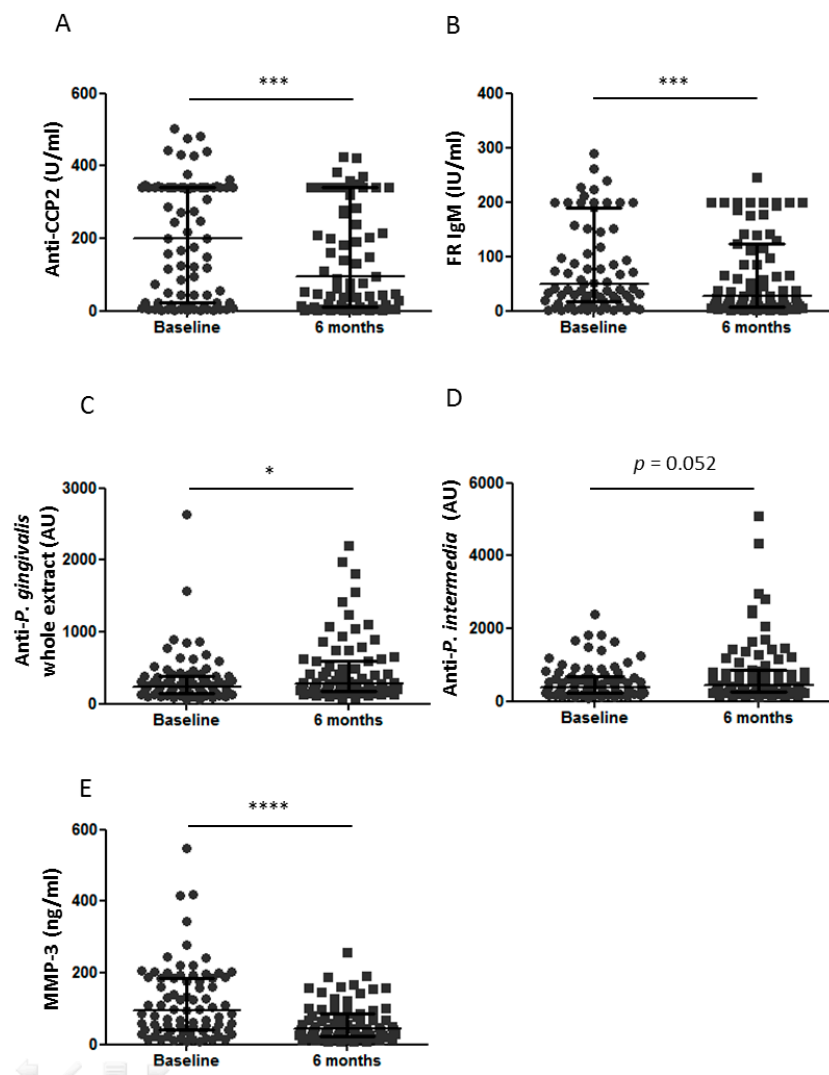 A
B
***
***
600
400
200
0
Anti-CCP2 (U/ml)
Baseline
6 months
400
300
200
100
0
FR IgM (IU/ml)
Baseline
6 months
C
D
*
p = 0.052
3000
2000
1000
0
Anti-P. gingivalis
whole extract (AU)
Baseline
6 months
6000
4000
2000
0
Anti-P. intermedia (AU)
Baseline
6 months
E
****
600
400
200
0
MMP-3 (ng/ml)
Baseline
6 months